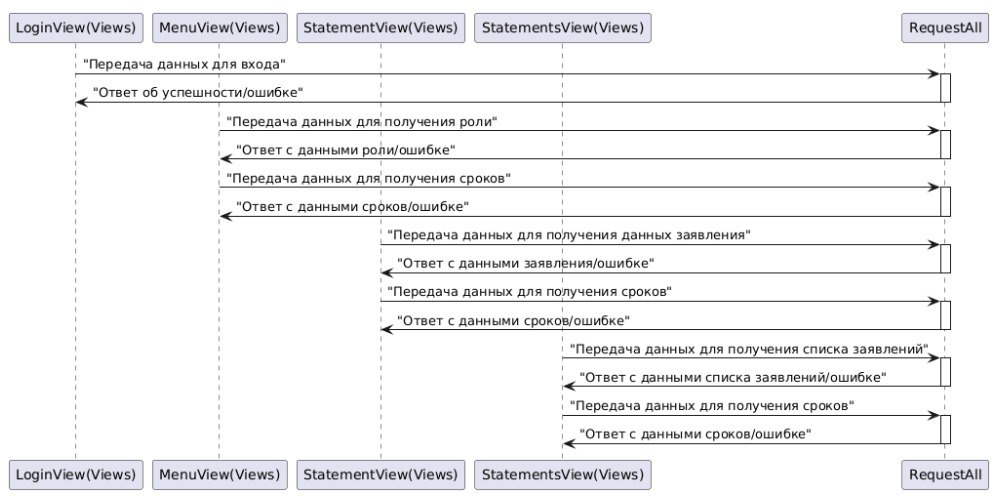 LoginView(Views) MenuView(Views) StatementView(Views) StatementsView(Views) RequestAll
"Передача данных для входа"
"Ответ об успешности/ошибке"
"Передача данных для получения роли"
"Ответ с данными роли/ошибке"
"Передача данных для получения сроков"
"Ответ с данными сроков/ошибке"
"Передача данных для получения данных заявления"
"Ответ с данными заявления/ошибке"
"Передача данных для получения сроков"
"Ответ с данными сроков/ошибке"
"Передача данных для получения списка заявлений"
"Ответ с данными списка заявлений/ошибке"
"Передача данных для получения сроков"
"Ответ с данными сроков/ошибке"
LoginView(Views) MenuView(Views) StatementView(Views) StatementsView(Views) RequestAll